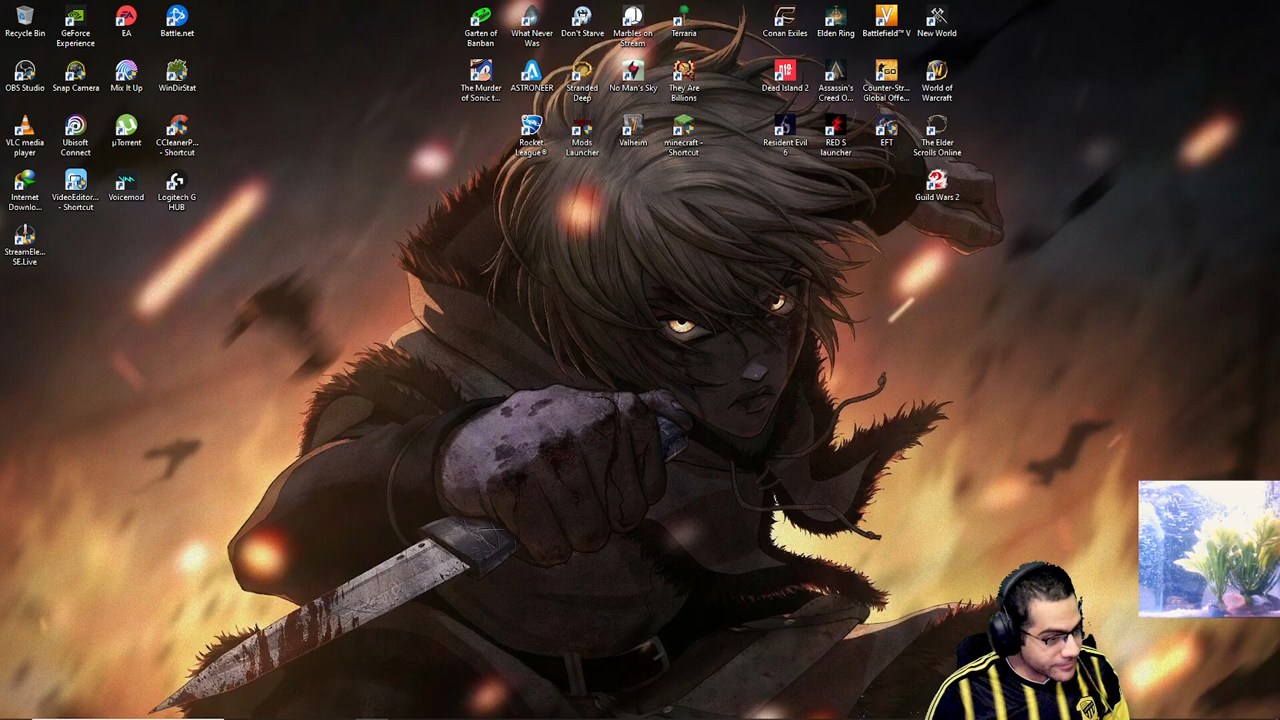 Recycle Bin
GeForce
Experience
EA
Battle.net
OBS Studio
Snap Camera
Mix It Up
WinDirStat
VLC media
player
Ubisoft
Connect
µTorrent
CCleanerP...
- Shortcut
Internet
Downlo...
VideoEditor...
- Shortcut
Voicemod
Logitech G
HUB
StreamEle...
SE.Live
Garten of
Banban
What Never
Was
Don't Starve
Marbles on
Stream
Terraria
The Murder
of Sonic t...
ASTRONEER
Stranded
Deep
No Man's Sky
They Are
Billions
Rocket
League®
Mods
Launcher
Valheim
minecraft -
Shortcut
Conan Exiles
Elden Ring
Battlefield™ V
New World
Dead Island 2
Assassin's
Creed O...
Counter-Str...
Global Offe...
World of
Warcraft
Resident Evil
6
RED S
launcher
EFT
The Elder
Scrolls Online
Guild Wars 2